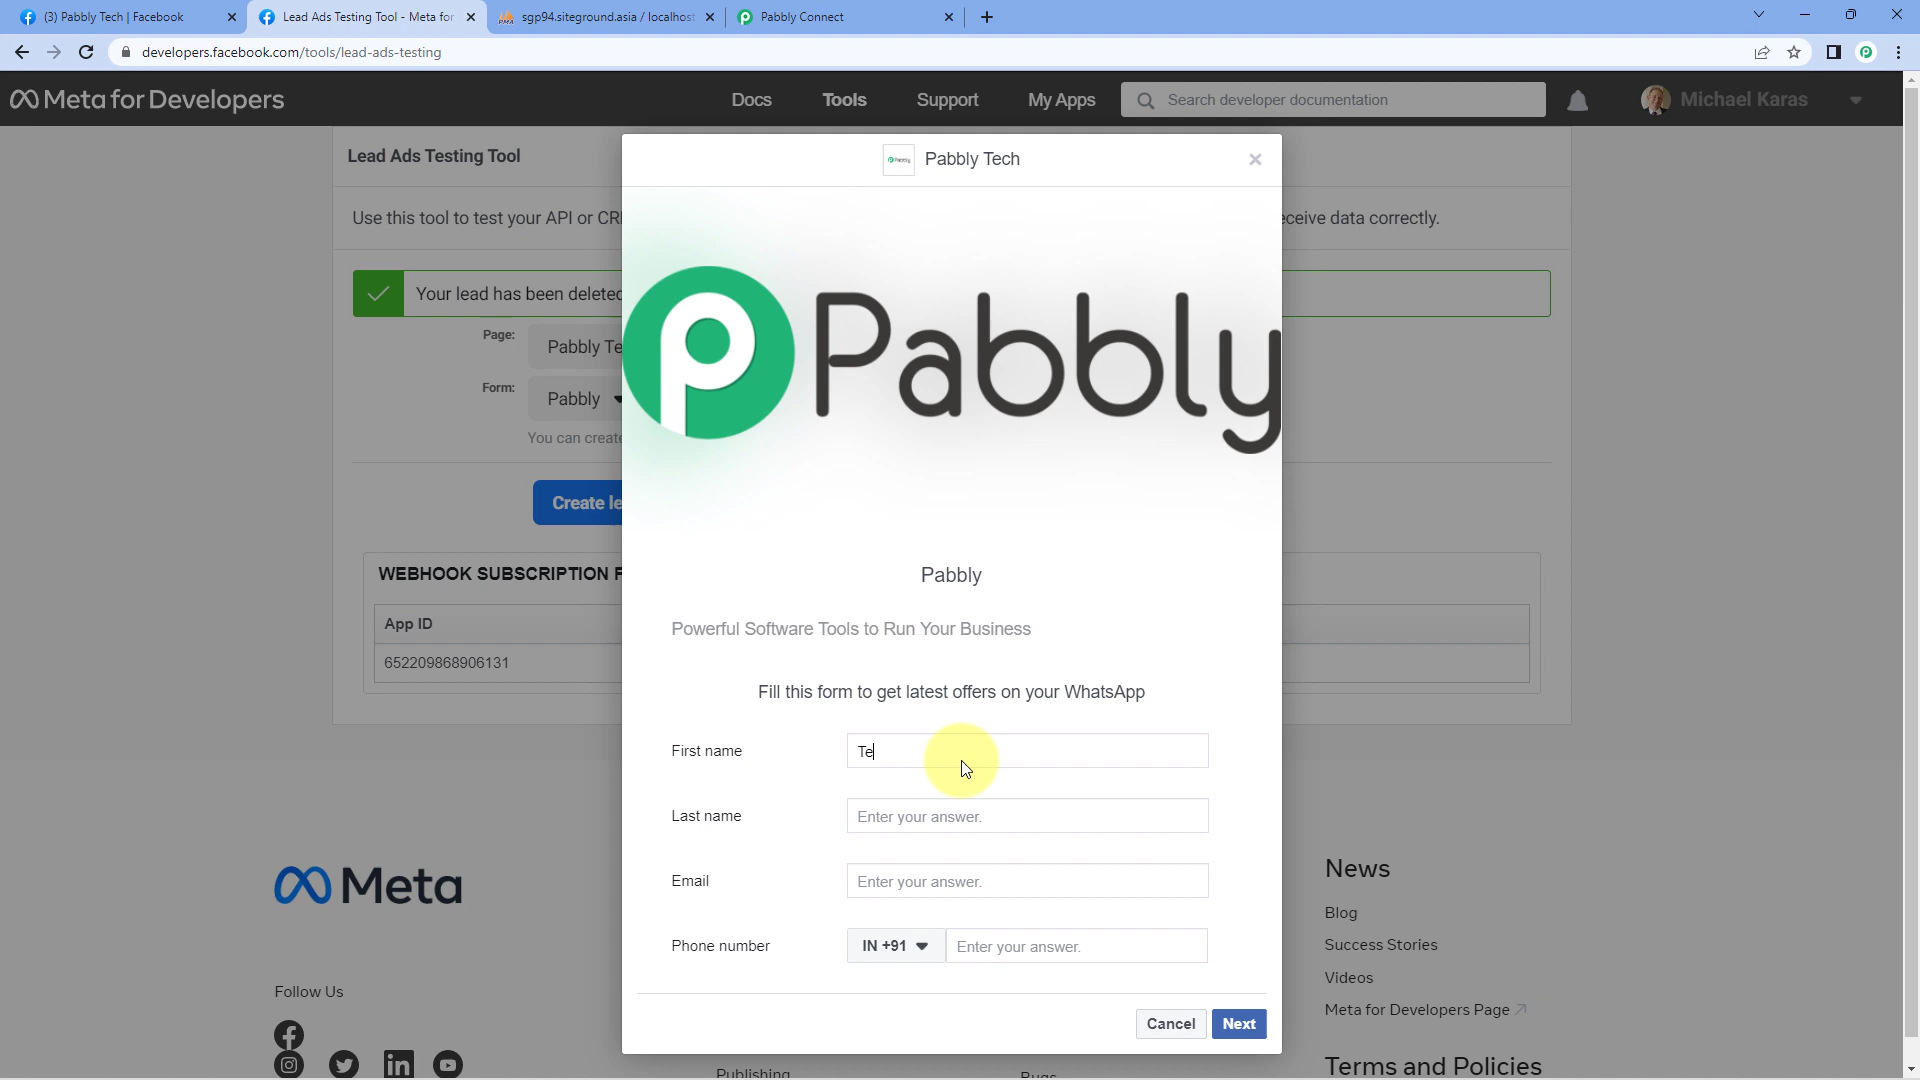 (3) Pabbly Tech | Facebook
Lead Ads Testing Tool - Meta for
sgp94.siteground.asia / localhost
Pabbly Connect
developers.facebook.com/tools/lead-ads-testing
Meta for Developers
Docs
Tools
Support
My Apps
Search developer documentation
Michael Karas
Lead Ads Testing Tool
Pabbly Tech
Use this tool to test your API or CR
eceive data correctly.
Your lead has been deleted
Page:
Pabbly Te
Form:
Pabbly
You can create
Pabbly
Create le
WEBHOOK SUBSCRIPTION F
App ID
652209868906131
Pabbly
Powerful Software Tools to Run Your Business
Fill this form to get latest offers on your WhatsApp
First name
Te
Last name
Enter your answer.
Email
Enter your answer.
Phone number
IN +91
Enter your answer.
Cancel
Next
Meta
Follow Us
News
Blog
Success Stories
Videos
Meta for Developers Page
Terms and Policies
Publishing
Bugs